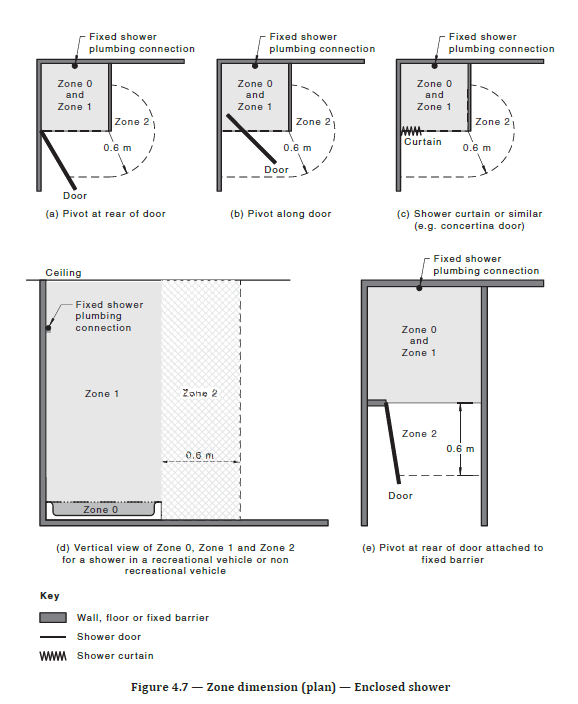 Fixed shower
plumbing connection
Zone 0
and
Zone 1
Zone 2
0.6 m
Door
(a) Pivot at rear of door
Fixed shower
plumbing connection
Zone 0
and
Zone 1
Zone 2
0.6 m
Door
(b) Pivot along door
Fixed shower
plumbing connection
Zone 0
and
Zone 1
Zone 2
Curtain
0.6 m
(c) Shower curtain or similar
(e.g. concertina door)
Ceiling
Fixed shower
plumbing
connection
Zone 1
Zone 2
0.6 m
Zone 0
(d) Vertical view of Zone 0, Zone 1 and Zone 2
for a shower in a recreational vehicle or non
recreational vehicle
Fixed shower
plumbing connection
Zone 0
and
Zone 1
Zone 2
0.6 m
Door
(e) Pivot at rear of door attached to
fixed barrier
Key
Wall, floor or fixed barrier
Shower door
Shower curtain
Figure 4.7 — Zone dimension (plan) — Enclosed shower